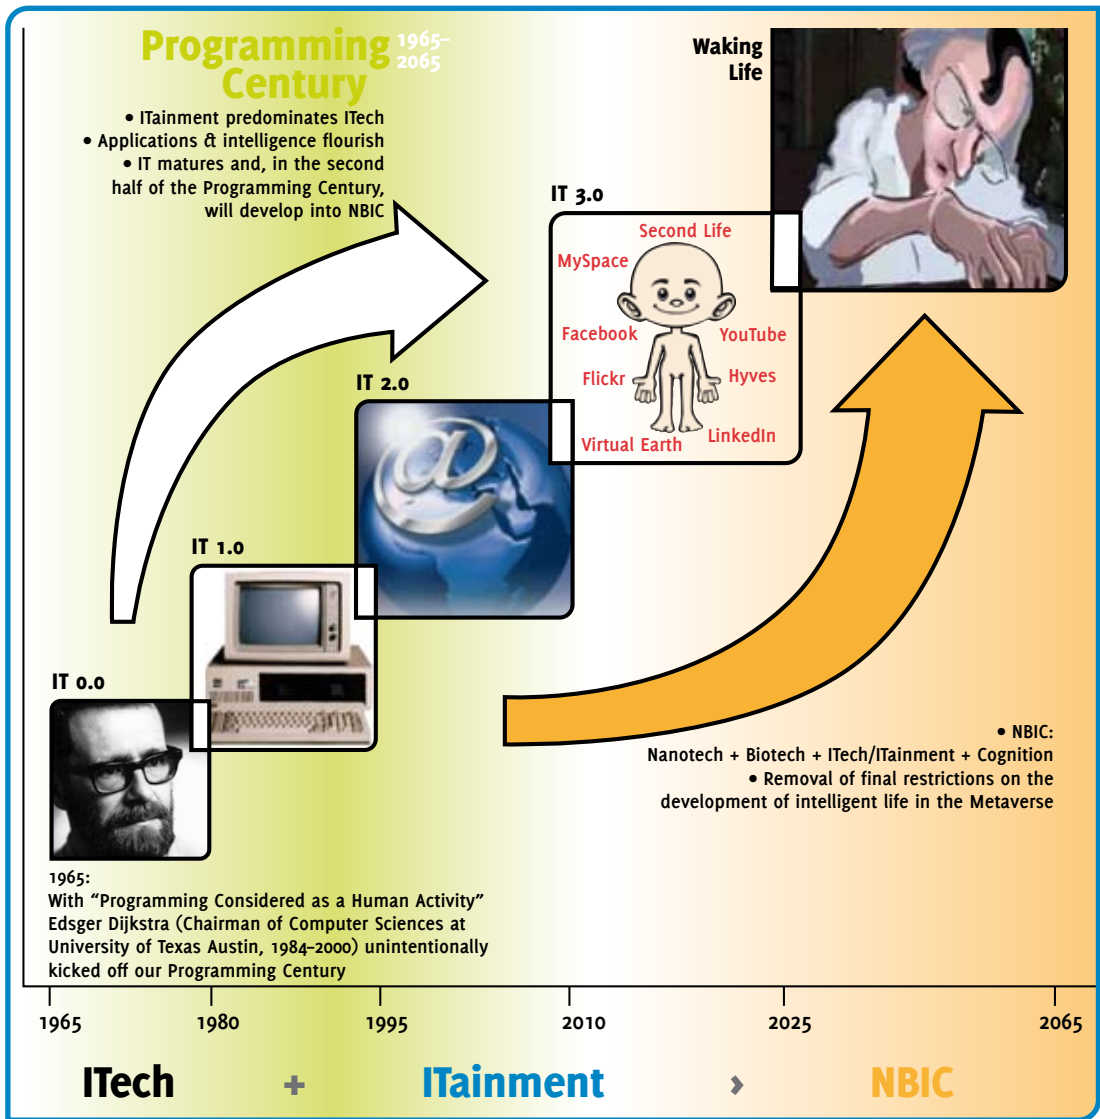 Programming 1965–
Century 2065
• ITainment predominates ITech
• Applications & intelligence flourish
• IT matures and, in the second
half of the Programming Century,
will develop into NBIC
Waking
Life
IT 3.0
Second Life
MySpace
Facebook
YouTube
Flickr
Hyves
Virtual Earth
LinkedIn
IT 2.0
IT 1.0
IT 0.0
• NBIC:
Nanotech + Biotech + ITech/ITainment + Cognition
• Removal of final restrictions on the
development of intelligent life in the Metaverse
1965:
With “Programming Considered as a Human Activity”
Edsger Dijkstra (Chairman of Computer Sciences at
University of Texas Austin, 1984–2000) unintentionally
kicked off our Programming Century
1965 1980 1995 2010 2025 2065
ITech + ITainment › NBIC